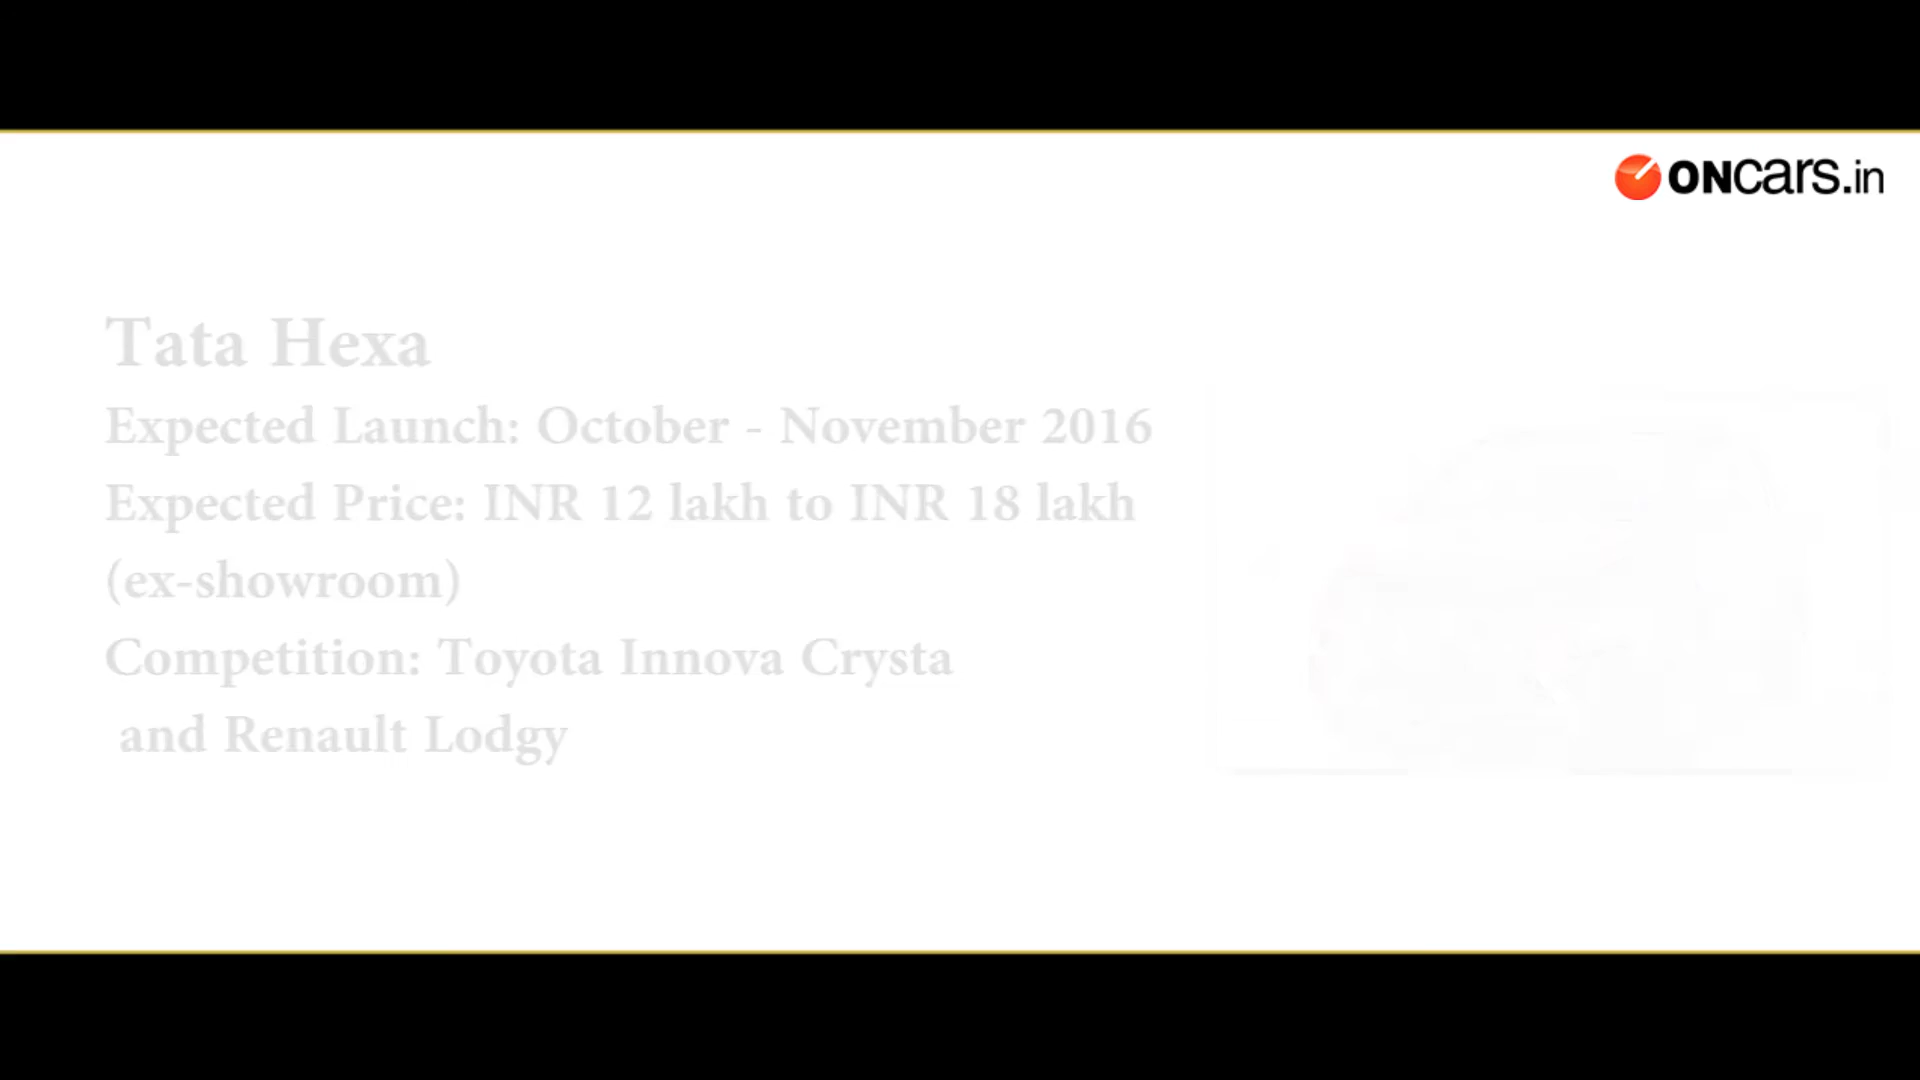 ONcars.in
Tata Hexa
Expected Launch: October - November 2016
Expected Price: INR 12 lakh to INR 18 lakh
(ex-showroom)
Competition: Toyota Innova Crysta
and Renault Lodgy